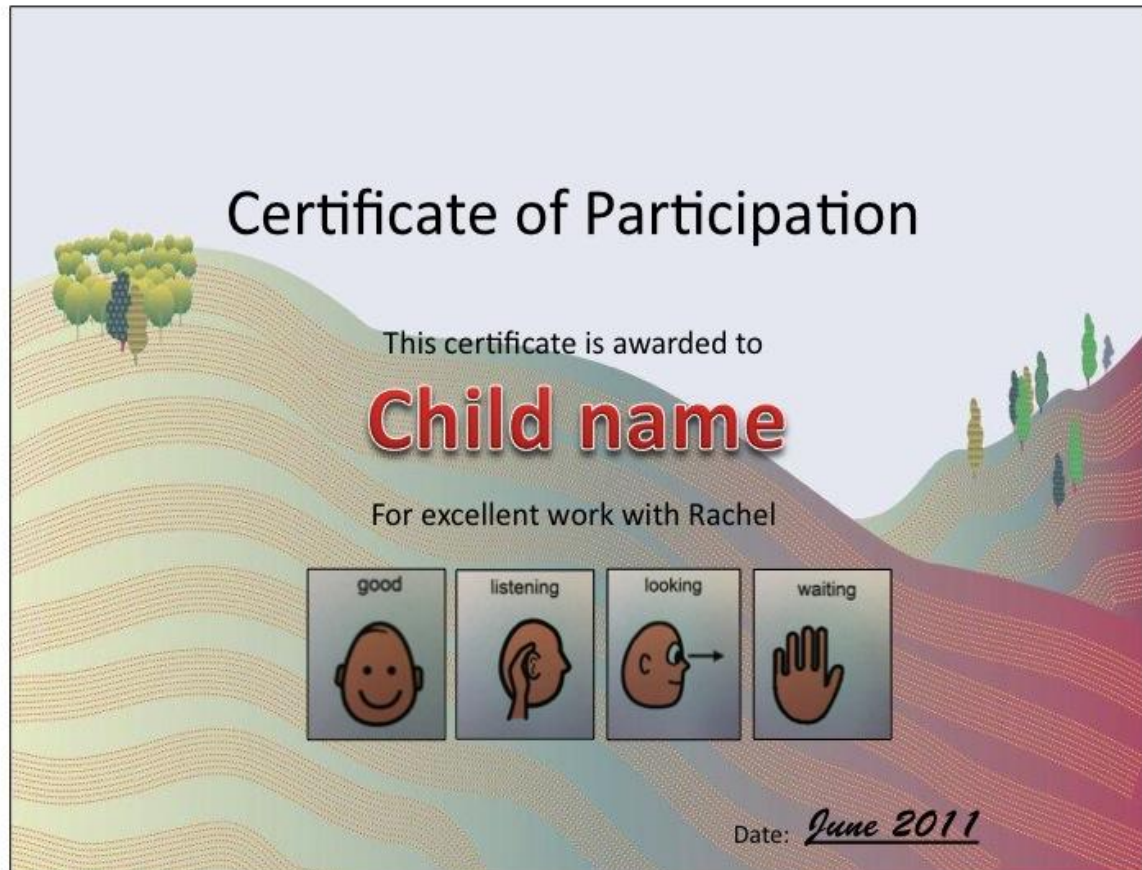 Certificate of Participation
This certificate is awarded to
Child name
For excellent work with Rachel
good listening looking waiting
Date: June 2011